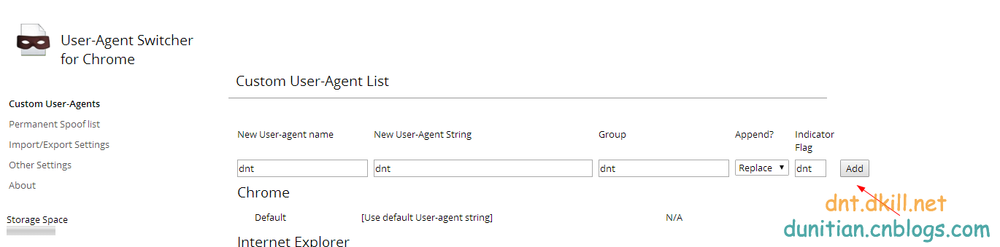 User-Agent Switcher
for Chrome
Custom User-Agent List
Custom User-Agents
Permanent Spoof list
Import/Export Settings
Other Settings
About
Storage Space
New User-agent name New User-Agent String Group Append? Indicator
Flag
dnt dnt dnt Replace dnt Add
Chrome
Default [Use default User-agent string] N/A
Internet Explorer
dnt.dkill.net
dunitian.cnblogs.com